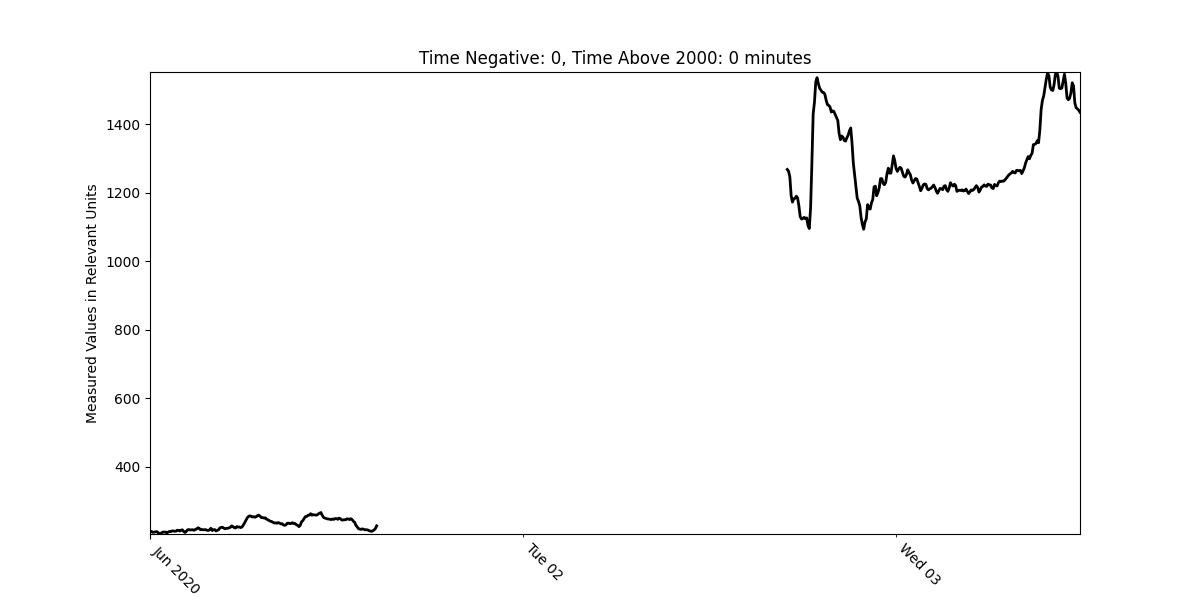 Time Negative: 0, Time Above 2000: 0 minutes
Measured Values in Relevant Units
1400
1200
1000
800
600
400
Jun 2020
Tue 02
Wed 03